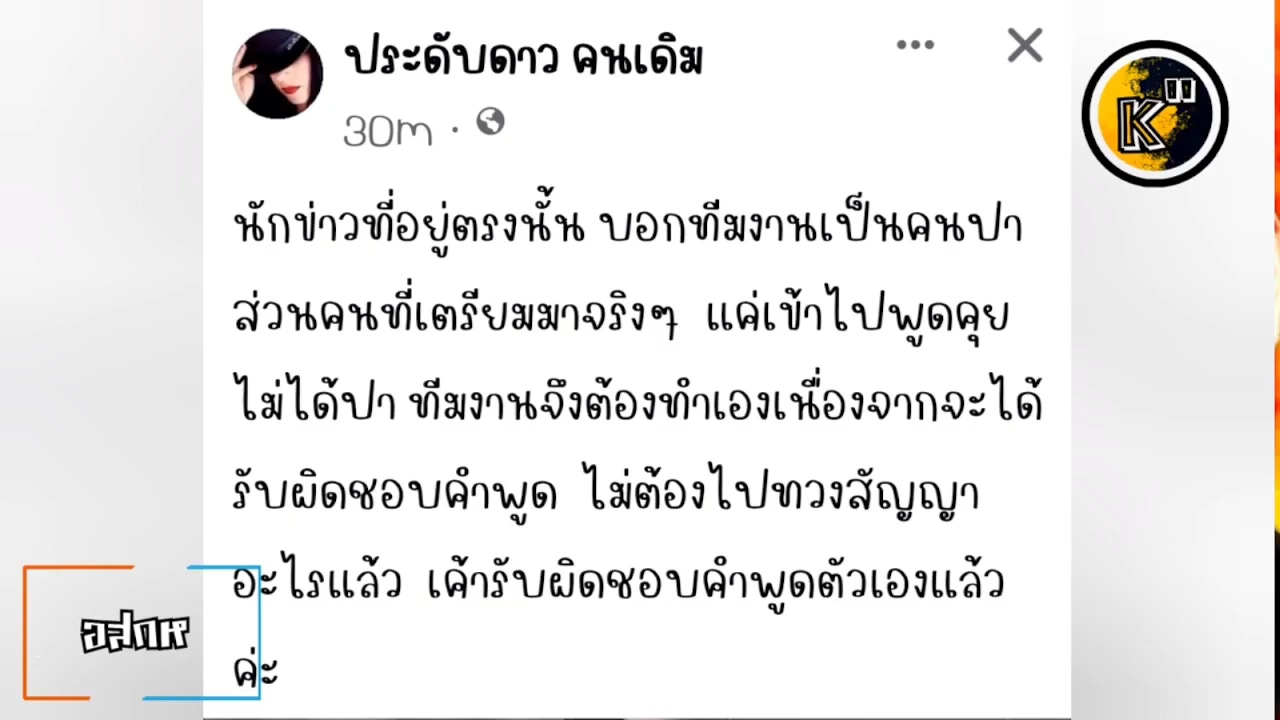 ประดับดาว คนเดิม
30m
K"
นักข่าวที่อยู่ตรงนั้น บอกทีมงานเป็นคนปา
ส่วนคนที่เตรียมมาจริงๆ แค่เข้าไปพูดคุย
ไม่ได้ปา ทีมงานจึงต้องทำเองเนื่องจากจะได้
รับผิดชอบคำพูด ไม่ต้องไปทวงสัญญา
อะไรแล้ว เค้ารับผิดชอบคำพูดตัวเองแล้ว
ค่ะ
อสกห